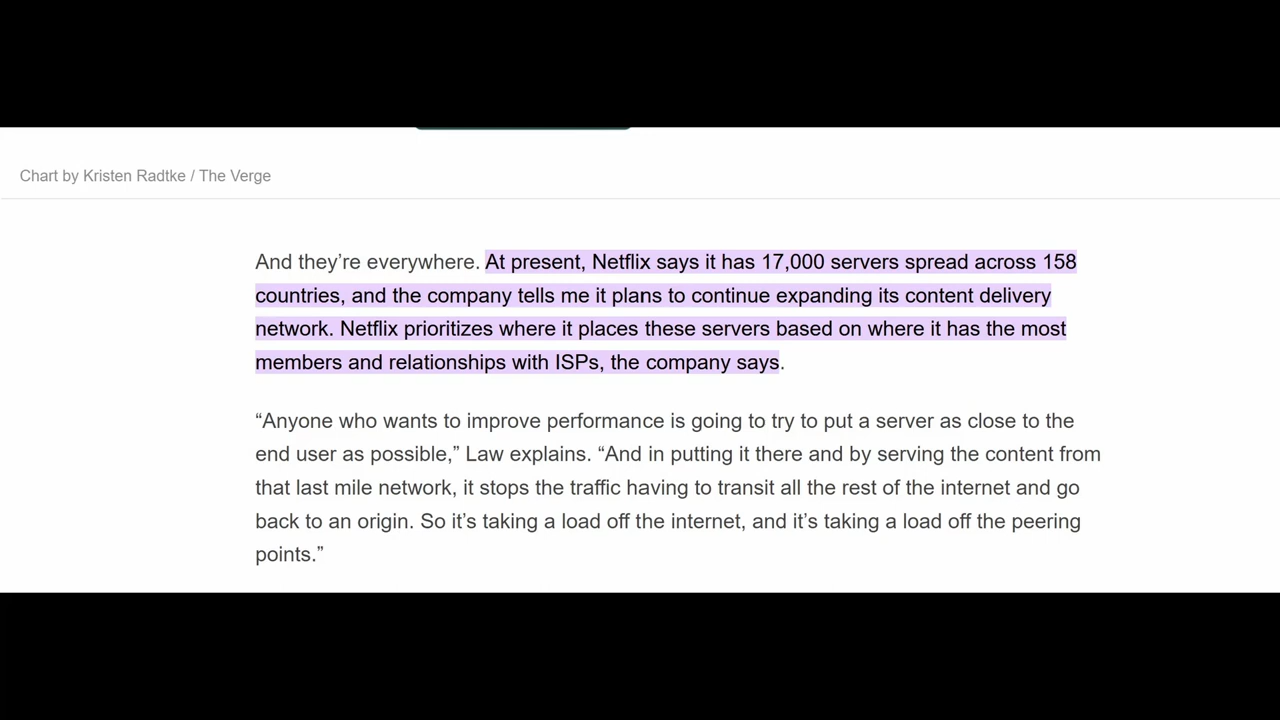 Chart by Kristen Radtke / The Verge
And they’re everywhere. At present, Netflix says it has 17,000 servers spread across 158
countries, and the company tells me it plans to continue expanding its content delivery
network. Netflix prioritizes where it places these servers based on where it has the most
members and relationships with ISPs, the company says.
“Anyone who wants to improve performance is going to try to put a server as close to the
end user as possible,” Law explains. “And in putting it there and by serving the content from
that last mile network, it stops the traffic having to transit all the rest of the internet and go
back to an origin. So it’s taking a load off the internet, and it’s taking a load off the peering
points.”